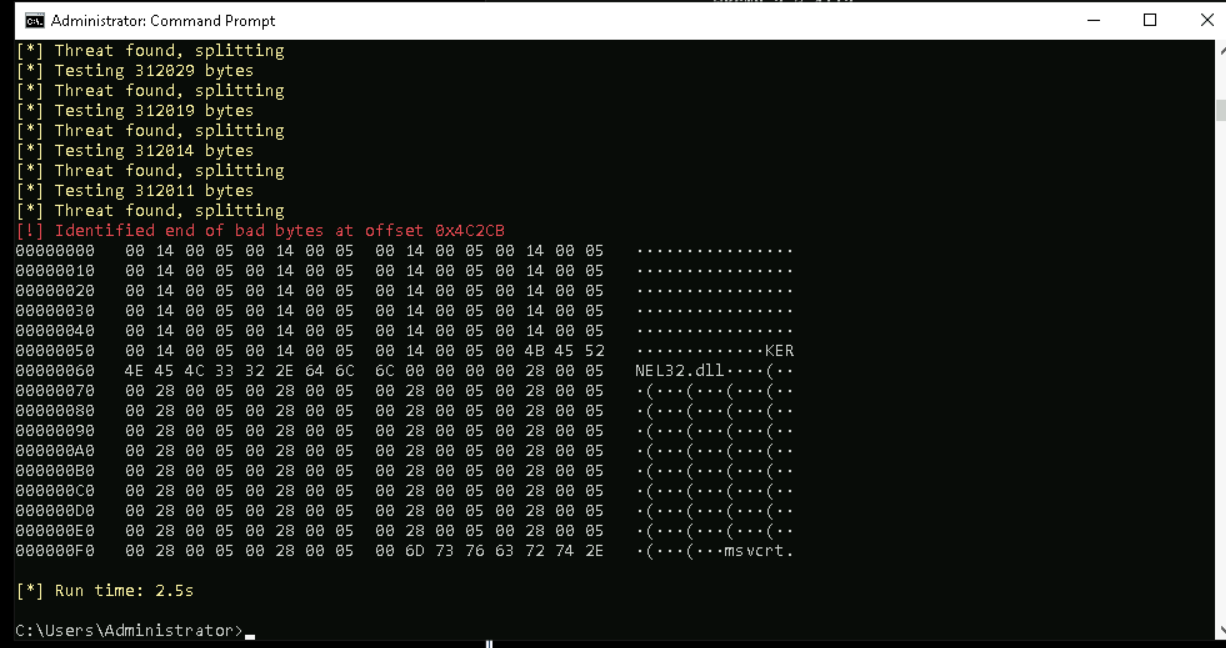 Administrator: Command Prompt
[*] Threat found, splitting
[*] Testing 312029 bytes
[*] Threat found, splitting
[*] Testing 312019 bytes
[*] Threat found, splitting
[*] Testing 312014 bytes
[*] Threat found, splitting
[*] Testing 312011 bytes
[*] Threat found, splitting
[!] Identified end of bad bytes at offset 0x4C2CB
00000000 00 14 00 05 00 14 00 05 00 14 00 05 00 14 00 05 ················
00000010 00 14 00 05 00 14 00 05 00 14 00 05 00 14 00 05 ················
00000020 00 14 00 05 00 14 00 05 00 14 00 05 00 14 00 05 ················
00000030 00 14 00 05 00 14 00 05 00 14 00 05 00 14 00 05 ················
00000040 00 14 00 05 00 14 00 05 00 14 00 05 00 14 00 05 ················
00000050 00 14 00 05 00 14 00 05 00 14 00 05 00 4B 45 52 ·············KER
00000060 4E 45 4C 33 32 2E 64 6C 6C 00 00 00 00 28 00 05 NEL32.dll····(··
00000070 00 28 00 05 00 28 00 05 00 28 00 05 00 28 00 05 ·(···(···(···(··
00000080 00 28 00 05 00 28 00 05 00 28 00 05 00 28 00 05 ·(···(···(···(··
00000090 00 28 00 05 00 28 00 05 00 28 00 05 00 28 00 05 ·(···(···(···(··
000000A0 00 28 00 05 00 28 00 05 00 28 00 05 00 28 00 05 ·(···(···(···(··
000000B0 00 28 00 05 00 28 00 05 00 28 00 05 00 28 00 05 ·(···(···(···(··
000000C0 00 28 00 05 00 28 00 05 00 28 00 05 00 28 00 05 ·(···(···(···(··
000000D0 00 28 00 05 00 28 00 05 00 28 00 05 00 28 00 05 ·(···(···(···(··
000000E0 00 28 00 05 00 28 00 05 00 28 00 05 00 28 00 05 ·(···(···(···(··
000000F0 00 28 00 05 00 28 00 05 00 6D 73 76 63 72 74 2E ·(···(···msvcrt.
[*] Run time: 2.5s
C:\Users\Administrator>